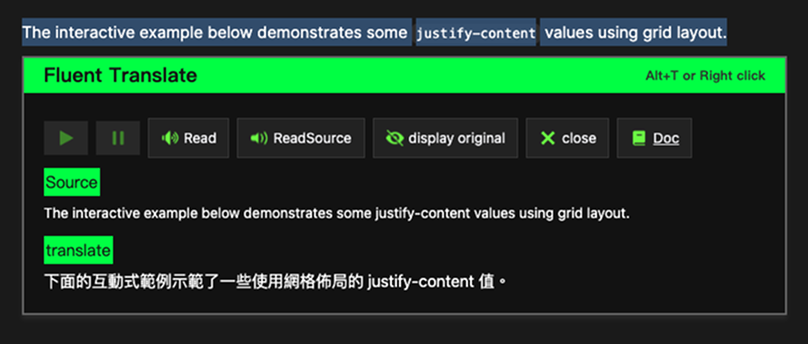 The interactive example below demonstrates some justify-content values using grid layout.
Fluent Translate Alt+T or Right click
Read ReadSource display original close Doc
Source
The interactive example below demonstrates some justify-content values using grid layout.
translate
下面的互動式範例示範了一些使用網格佈局的 justify-content 值。